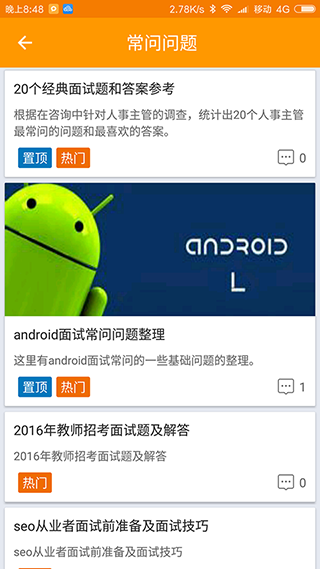 晚上8:48
2.78K/s
移动 4G
常问问题
20个经典面试题和答案参考
根据在咨询中针对人事主管的调查，统计出20个人事主管
最常问的问题和最喜欢的答案。
置顶 热门
0
ANDROID
L
android面试常问问题整理
这里有android面试常问的一些基础问题的整理。
置顶 热门
1
2016年教师招考面试题及解答
2016年教师招考面试题及解答
热门
0
seo从业者面试前准备及面试技巧
seo从业者面试前准备及面试技巧